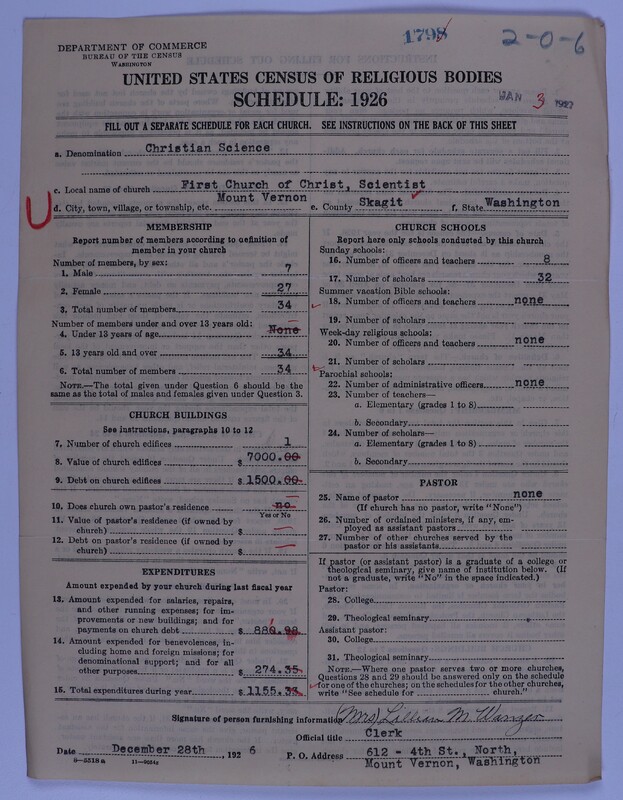 1798
2-0-6
DEPARTMENT OF COMMERCE
BUREAU OF THE CENSUS
WASHINGTON
UNITED STATES CENSUS OF RELIGIOUS BODIES
SCHEDULE: 1926
JAN 3 1927
FILL OUT A SEPARATE SCHEDULE FOR EACH CHURCH. SEE INSTRUCTIONS ON THE BACK OF THIS SHEET
a. Denomination Christian Science
c. Local name of church First Church of Christ, Scientist
d. City, town, village, or township, etc. Mount Vernon e. County Skagit f. State Washington
MEMBERSHIP
Report number of members according to definition of
member in your church
Number of members, by sex:
1. Male 7
2. Female 27
3. Total number of members 34
Number of members under and over 13 years old:
4. Under 13 years of age None
5. 13 years old and over 34
6. Total number of members 34
NOTE.—The total given under Question 6 should be the
same as the total of males and females given under Question 3.
CHURCH BUILDINGS
See instructions, paragraphs 10 to 12
7. Number of church edifices 1
8. Value of church edifices $ 7000.00
9. Debt on church edifices $ 1500.00
10. Does church own pastor's residence no
Yes or No
11. Value of pastor's residence (if owned by
church) $
12. Debt on pastor's residence (if owned by
church) $
EXPENDITURES
Amount expended by your church during last fiscal year
13. Amount expended for salaries, repairs,
and other running expenses; for im-
provements or new buildings; and for
payments on church debt $ 880.98
14. Amount expended for benevolences, in-
cluding home and foreign missions; for
denominational support; and for all
other purposes $ 274.35
15. Total expenditures during year $ 1155.33
CHURCH SCHOOLS
Report here only schools conducted by this church
Sunday schools:
16. Number of officers and teachers 8
17. Number of scholars 32
Summer vacation Bible schools:
18. Number of officers and teachers none
19. Number of scholars
Week-day religious schools:
20. Number of officers and teachers none
21. Number of scholars
Parochial schools:
22. Number of administrative officers none
23. Number of teachers—
a. Elementary (grades 1 to 8)
b. Secondary
24. Number of scholars—
a. Elementary (grades 1 to 8)
b. Secondary
PASTOR
25. Name of pastor none
(If church has no pastor, write "None")
26. Number of ordained ministers, if any, em-
ployed as assistant pastors
27. Number of other churches served by the
pastor or his assistants
If pastor (or assistant pastor) is a graduate of a college or
theological seminary, give name of institution below. (If
not a graduate, write "No" in the space indicated.)
Pastor:
28. College
29. Theological seminary
Assistant pastor:
30. College
31. Theological seminary
NOTE.—Where one pastor serves two or more churches,
Questions 28 and 29 should be answered only on the schedule
for one of the churches; on the schedules for the other churches,
write "See schedule for church."
Signature of person furnishing information (Mrs) Lillian M. Wanzer
Official title Clerk
Date December 28th, 1926 P. O. Address 612 - 4th St., North,
Mount Vernon, Washington
8—5518a 11—9034a